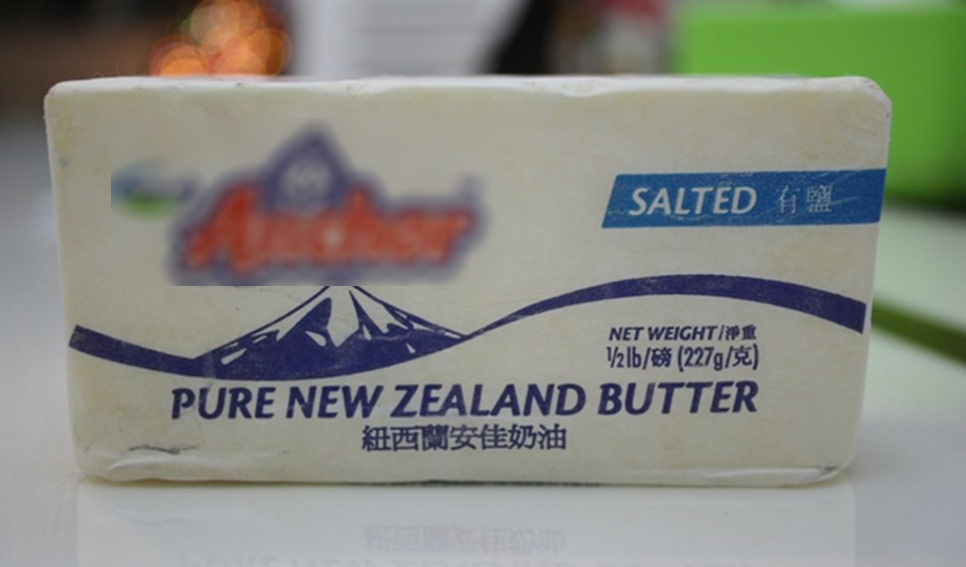 SALTED 有鹽
NET WEIGHT/淨重
1/2 lb/磅 (227g/克)
PURE NEW ZEALAND BUTTER
紐西蘭安佳奶油